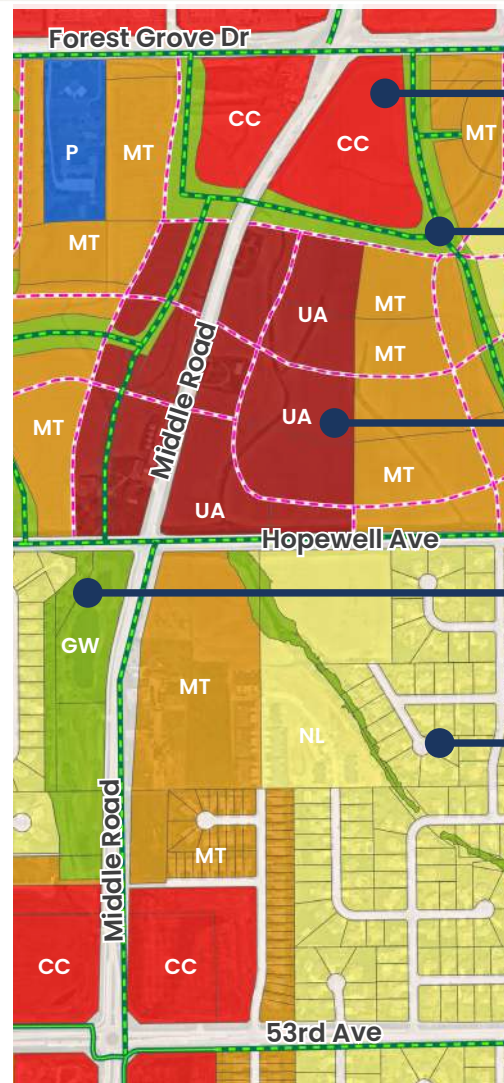 Forest Grove Dr
CC
CC
MT
P
MT
MT
MT
UA
MT
UA
MT
MT
Middle Road
UA
Hopewell Ave
GW
MT
NL
MT
Middle Road
CC
CC
53rd Ave